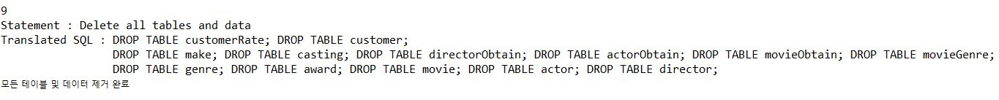 9
Statement : Delete all tables and data
Translated SQL : DROP TABLE customerRate; DROP TABLE customer;
DROP TABLE make; DROP TABLE casting; DROP TABLE directorObtain; DROP TABLE actorObtain; DROP TABLE movieObtain; DROP TABLE movieGenre;
DROP TABLE genre; DROP TABLE award; DROP TABLE movie; DROP TABLE actor; DROP TABLE director;
모든 테이블 및 데이터 제거 완료